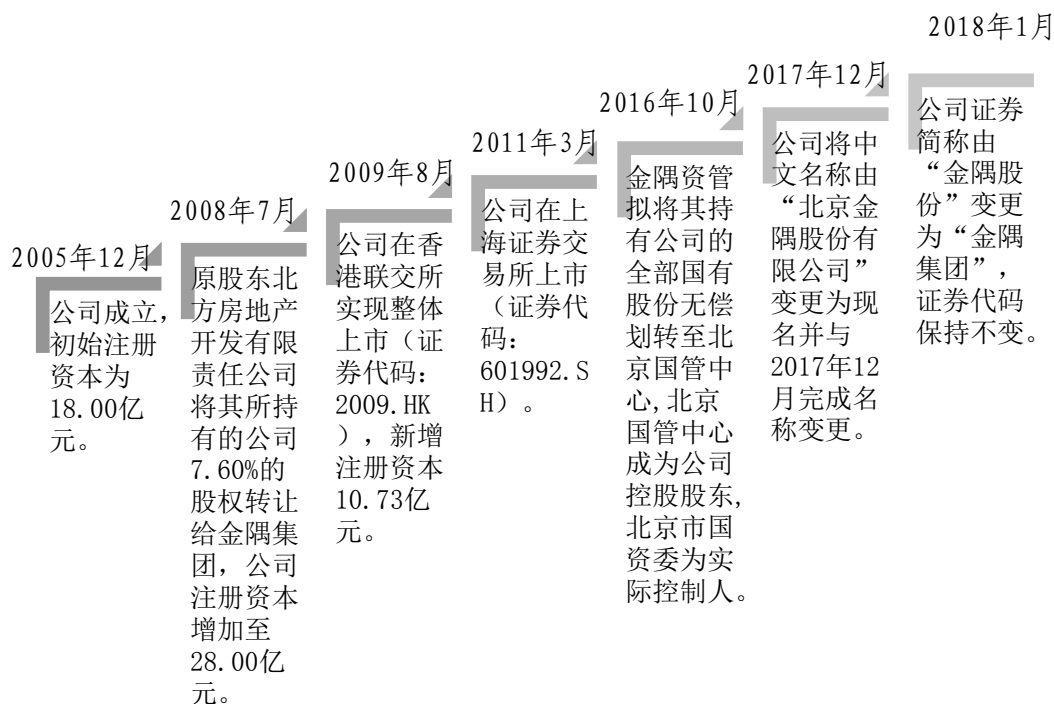 2005年12月
公司成立，
初始注册
资本为
18.00亿
元。
2008年7月
原股东北
方房地产
开发有限
责任公司
将其所持
有的公司
7.60%的
股权转让
给金隅集
团，公司
注册资本
增加至
28.00亿
元。
2009年8月
公司在香
港联交所
实现整体
上市（证
券代码：
2009.HK
），新增
注册资本
10.73亿
元。
2011年3月
公司在上
海证券交
易所上市
（证券代
码：
601992.S
H）。
2016年10月
金隅资管
拟将其持
有公司的
全部国有
股份无偿
划转至北
京国管中
心,北京
国管中心
成为公司
控股股东,
北京市国
资委为实
际控制人。
2017年12月
公司将中
文名称由
“北京金
隅股份有
限公司”
变更为现
名并与
2017年12
月完成名
称变更。
2018年1月
公司证券
简称由
“金隅股
份”变更
为“金隅
集团”，
证券代码
保持不变。